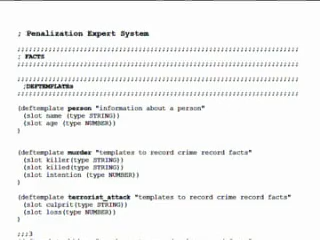 ; Penalization Expert System
;;;;;;;;;;;;;;;;;;;;;;;;;;;;;;;;;;;;;;;;;;;;;;;;;;;;;;;;;;;;;;;;;;;;;;
; FACTS
;;;;;;;;;;;;;;;;;;;;;;;;;;;;;;;;;;;;;;;;;;;;;;;;;;;;;;;;;;;;;;;;;;;;;;
;;;;;;;;;;;;;;;;;;;;;;;;;;;;;;;;;;;;;;;;;;;;;;;;;;;;;;;;;;;;;;;;;;;;;;
;DEFTEMPLATEs
;;;;;;;;;;;;;;;;;;;;;;;;;;;;;;;;;;;;;;;;;;;;;;;;;;;;;;;;;;;;;;;;;;;;;;
(deftemplate person "information about a person"
(slot name (type STRING))
(slot age (type NUMBER))
)
(deftemplate murder "templates to record crime record facts"
(slot killer(type STRING))
(slot killed(type STRING))
(slot intention (type NUMBER))
)
(deftemplate terrorist_attack "templates to record crime record facts"
(slot culprit(type STRING))
(slot loss(type NUMBER))
)
;;;3